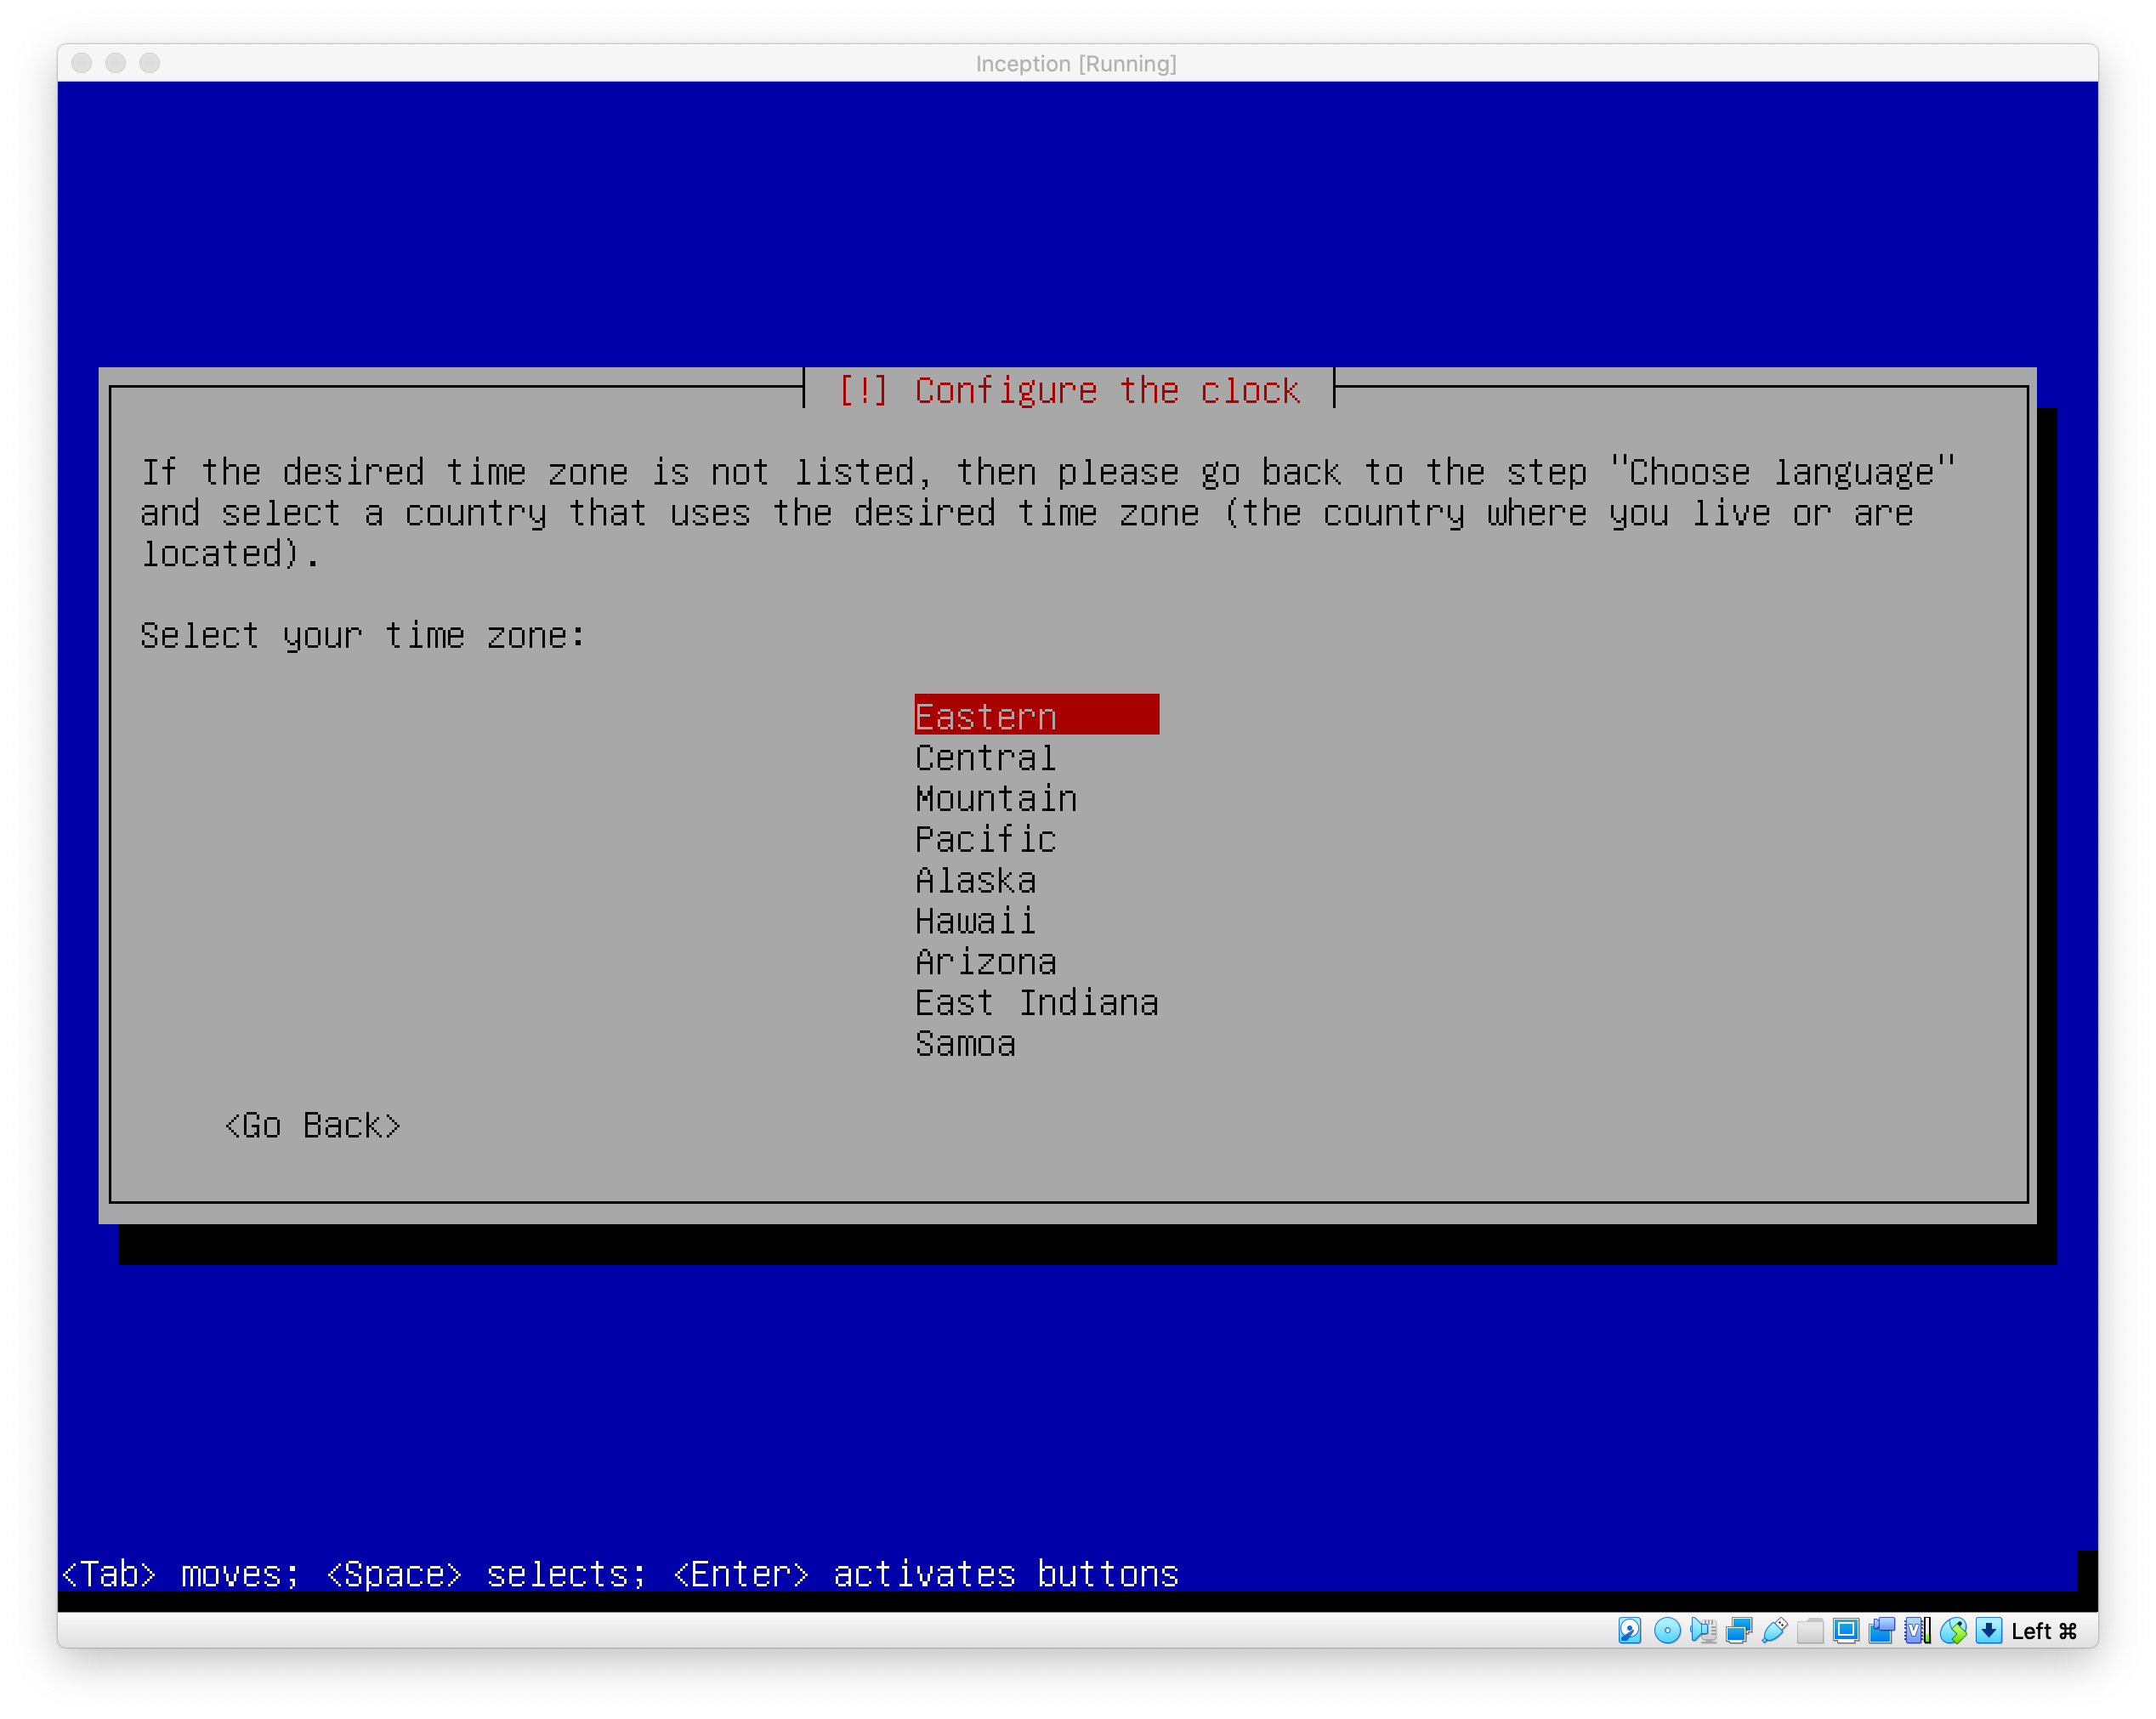 Inception [Running]
[!] Configure the clock
If the desired time zone is not listed, then please go back to the step "Choose language"
and select a country that uses the desired time zone (the country where you live or are
located).
Select your time zone:
Eastern
Central
Mountain
Pacific
Alaska
Hawaii
Arizona
East Indiana
Samoa
<Go Back>
<Tab> moves; <Space> selects; <Enter> activates buttons
Left ⌘